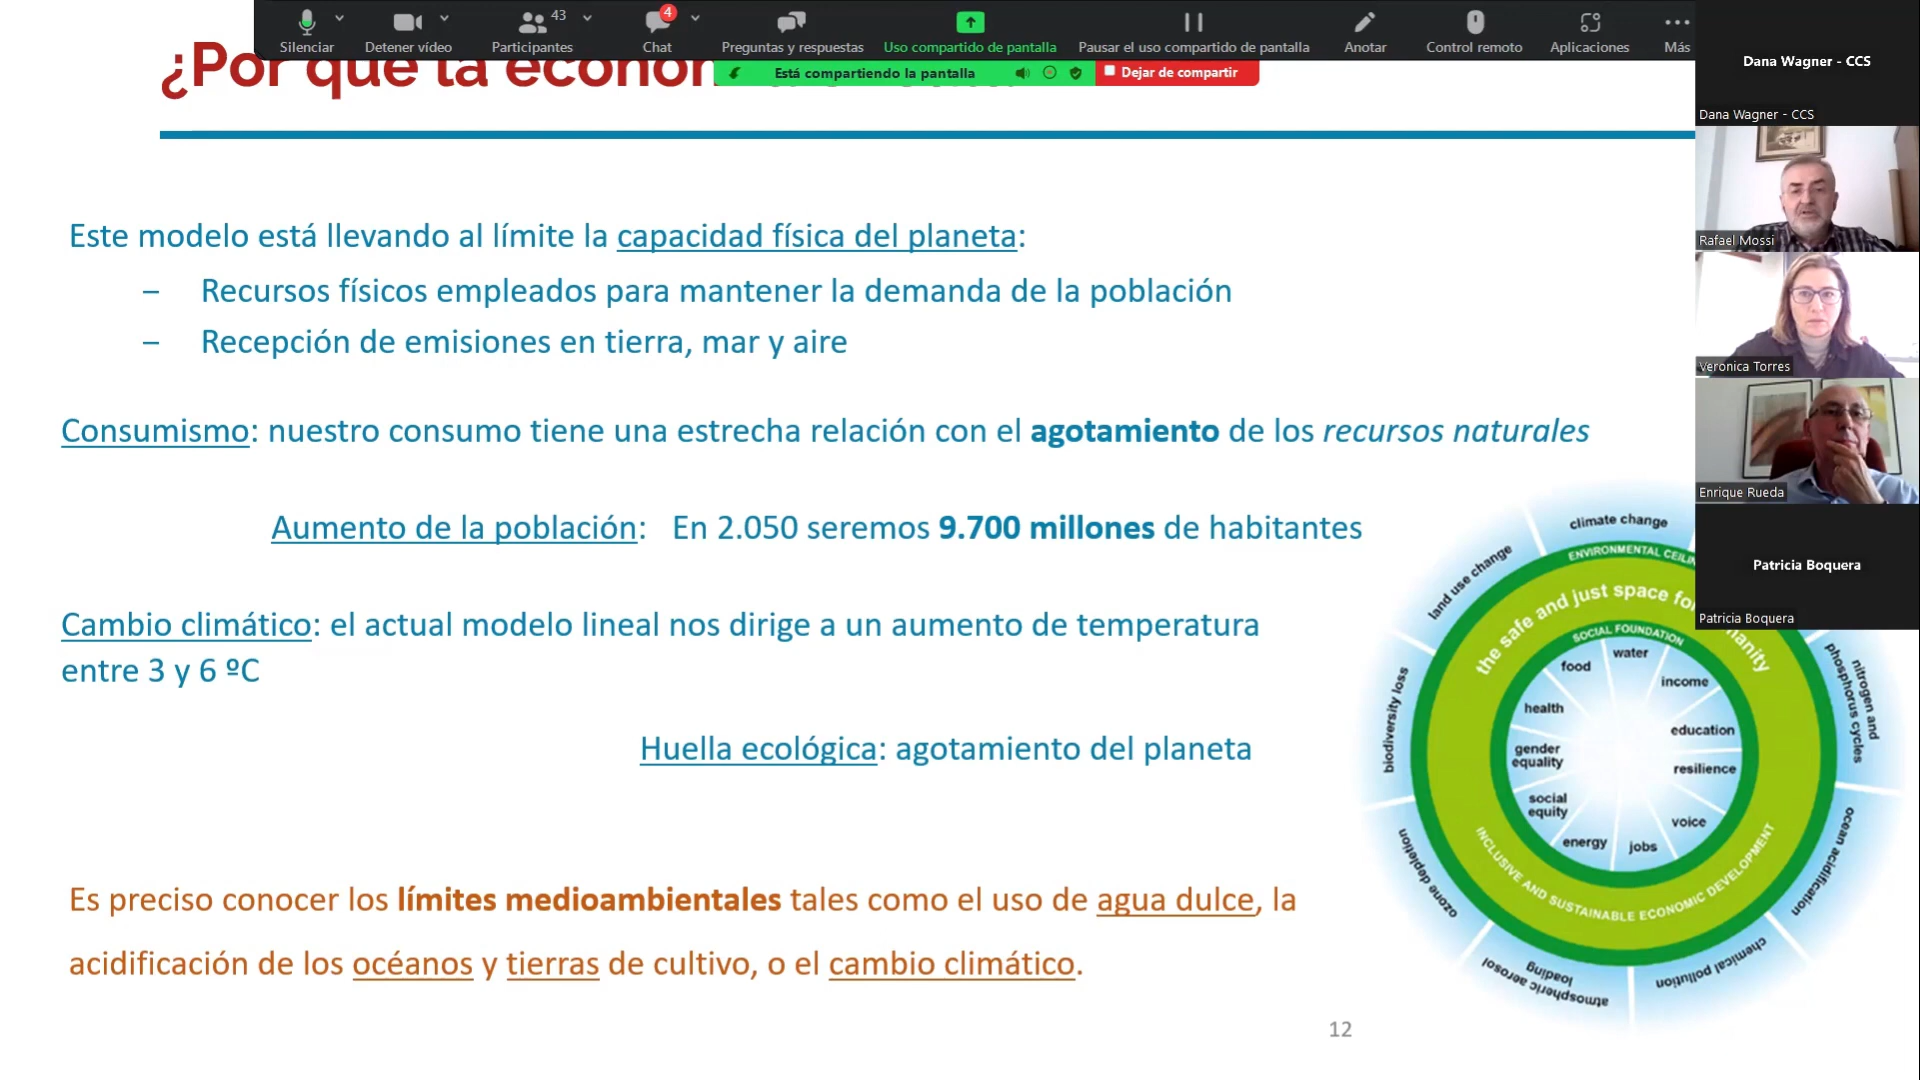 Silenciar
Detener vídeo
43
Participantes
4
Chat
Preguntas y respuestas
Uso compartido de pantalla
Pausar el uso compartido de pantalla
Anotar
Control remoto
Aplicaciones
Más
Está compartiendo la pantalla
Dejar de compartir
Dana Wagner - CCS
Dana Wagner - CCS
Rafael Mossi
Veronica Torres
Enrique Rueda
Patricia Boquera
Patricia Boquera
¿Por qué la
Este modelo está llevando al límite la capacidad física del planeta:
– Recursos físicos empleados para mantener la demanda de la población
– Recepción de emisiones en tierra, mar y aire
Consumismo: nuestro consumo tiene una estrecha relación con el agotamiento de los recursos naturales
Aumento de la población: En 2.050 seremos 9.700 millones de habitantes
Cambio climático: el actual modelo lineal nos dirige a un aumento de temperatura
entre 3 y 6 ºC
Huella ecológica: agotamiento del planeta
Es preciso conocer los límites medioambientales tales como el uso de agua dulce, la
acidificación de los océanos y tierras de cultivo, o el cambio climático.
climate change
land use change
biodiversity loss
ozone depletion
atmospheric aerosol
loading
chemical pollution
ocean acidification
nitrogen and
phosphorus cycles
ENVIRONMENTAL
the safe and just space
SOCIAL FOUNDATION
water
food
income
health
education
gender
equality
resilience
social
equity
voice
energy
jobs
INCLUSIVE AND SUSTAINABLE ECONOMIC DEVELOPMENT
12